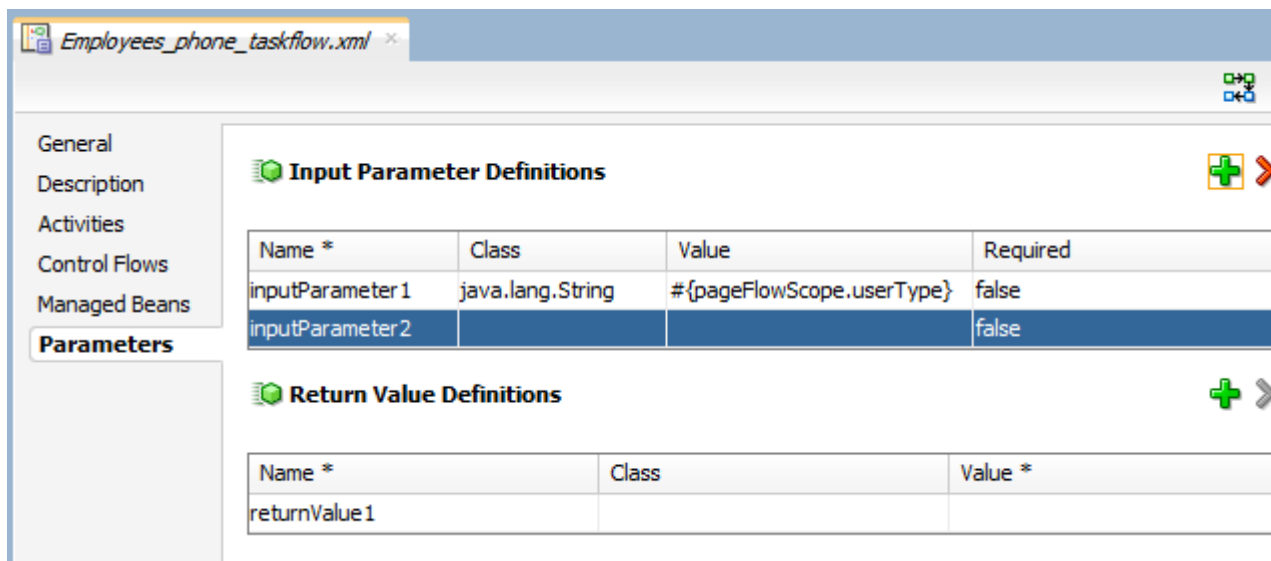 Employees_phone_taskflow.xml
General
Description
Activities
Control Flows
Managed Beans
Parameters
Input Parameter Definitions
Name * Class Value Required
inputParameter1 java.lang.String #{pageFlowScope.userType} false
inputParameter2 false
Return Value Definitions
Name * Class Value *
returnValue1